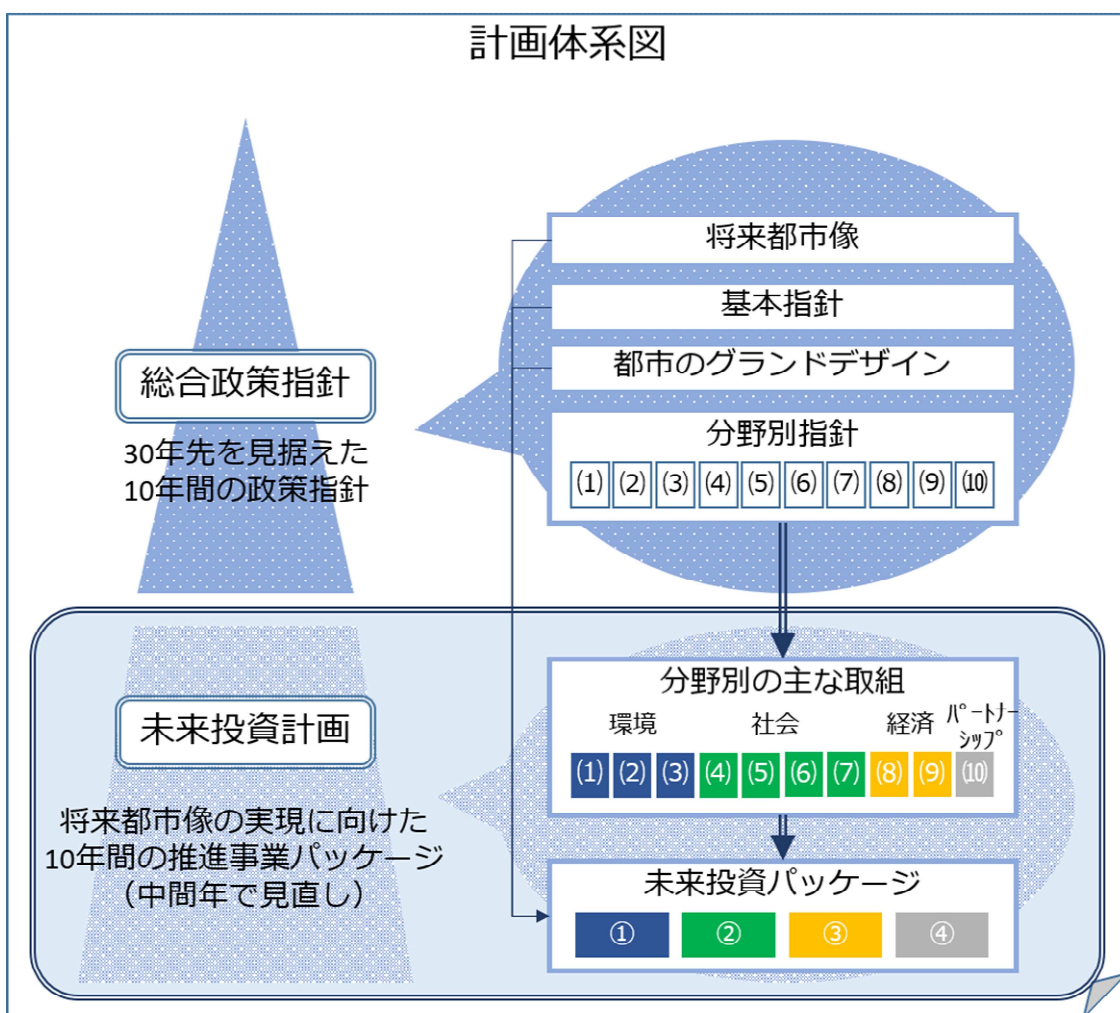 計画体系図
総合政策指針
30年先を見据えた
10年間の政策指針
将来都市像
基本指針
都市のグランドデザイン
分野別指針
(1) (2) (3) (4) (5) (6) (7) (8) (9) (10)
未来投資計画
将来都市像の実現に向けた
10年間の推進事業パッケージ
（中間年で見直し）
分野別の主な取組
環境 社会 経済 ﾊﾟｰﾄﾅｰ
ｼｯﾌﾟ
(1) (2) (3) (4) (5) (6) (7) (8) (9) (10)
未来投資パッケージ
① ② ③ ④